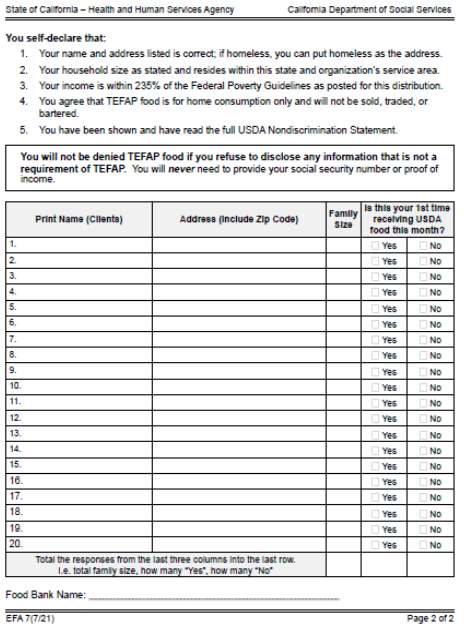 State of California – Health and Human Services Agency California Department of Social Services
You self-declare that:
1. Your name and address listed is correct; if homeless, you can put homeless as the address.
2. Your household size as stated and resides within this state and organization's service area.
3. Your income is within 235% of the Federal Poverty Guidelines as posted for this distribution.
4. You agree that TEFAP food is for home consumption only and will not be sold, traded, or
bartered.
5. You have been shown and have read the full USDA Nondiscrimination Statement.
You will not be denied TEFAP food if you refuse to disclose any information that is not a
requirement of TEFAP. You will never need to provide your social security number or proof of
income.
Print Name (Clients) Address (Include Zip Code) Family Size Is this your 1st time receiving USDA food this month?
1. Yes No
2. Yes No
3. Yes No
4. Yes No
5. Yes No
6. Yes No
7. Yes No
8. Yes No
9. Yes No
10. Yes No
11. Yes No
12. Yes No
13. Yes No
14. Yes No
15. Yes No
16. Yes No
17. Yes No
18. Yes No
19. Yes No
20. Yes No
Total the responses from the last three columns into the last row.
I.e. total family size, how many "Yes", how many "No"
Food Bank Name:
EFA 7(7/21) Page 2 of 2